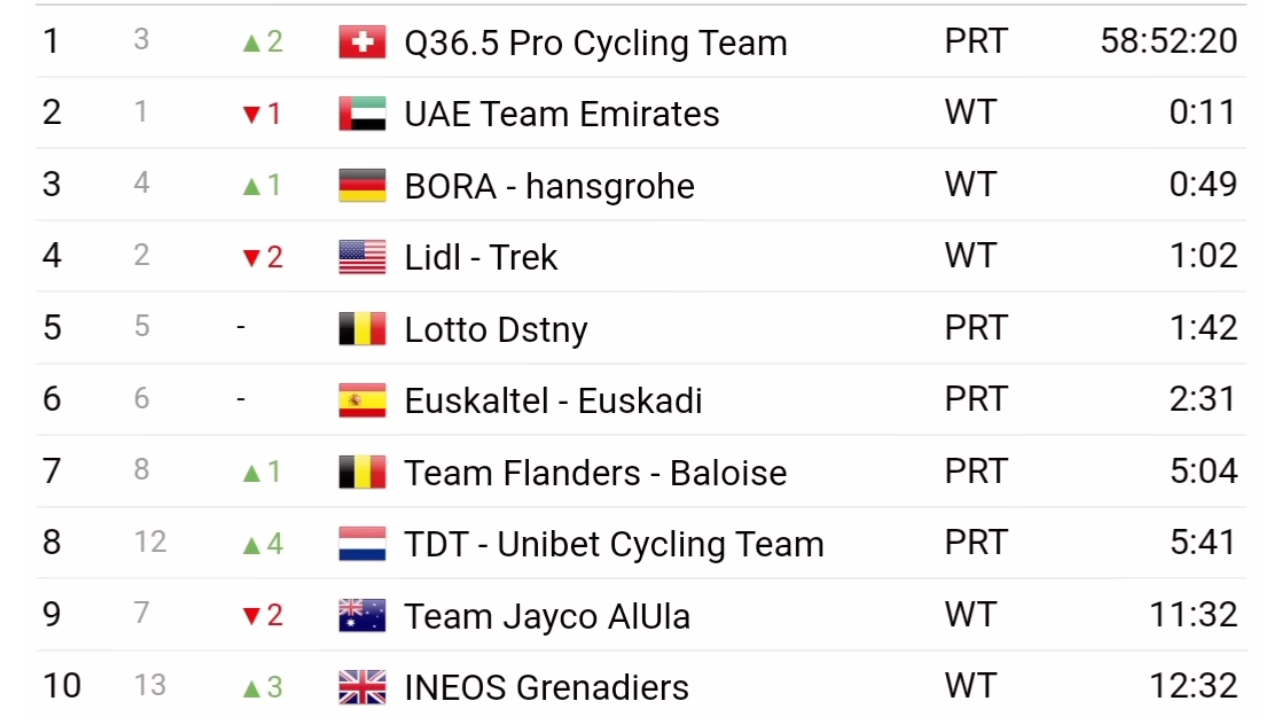 1 3 ▲2 Q36.5 Pro Cycling Team PRT 58:52:20
2 1 ▼1 UAE Team Emirates WT 0:11
3 4 ▲1 BORA - hansgrohe WT 0:49
4 2 ▼2 Lidl - Trek WT 1:02
5 5 - Lotto Dstny PRT 1:42
6 6 - Euskaltel - Euskadi PRT 2:31
7 8 ▲1 Team Flanders - Baloise PRT 5:04
8 12 ▲4 TDT - Unibet Cycling Team PRT 5:41
9 7 ▼2 Team Jayco AlUla WT 11:32
10 13 ▲3 INEOS Grenadiers WT 12:32